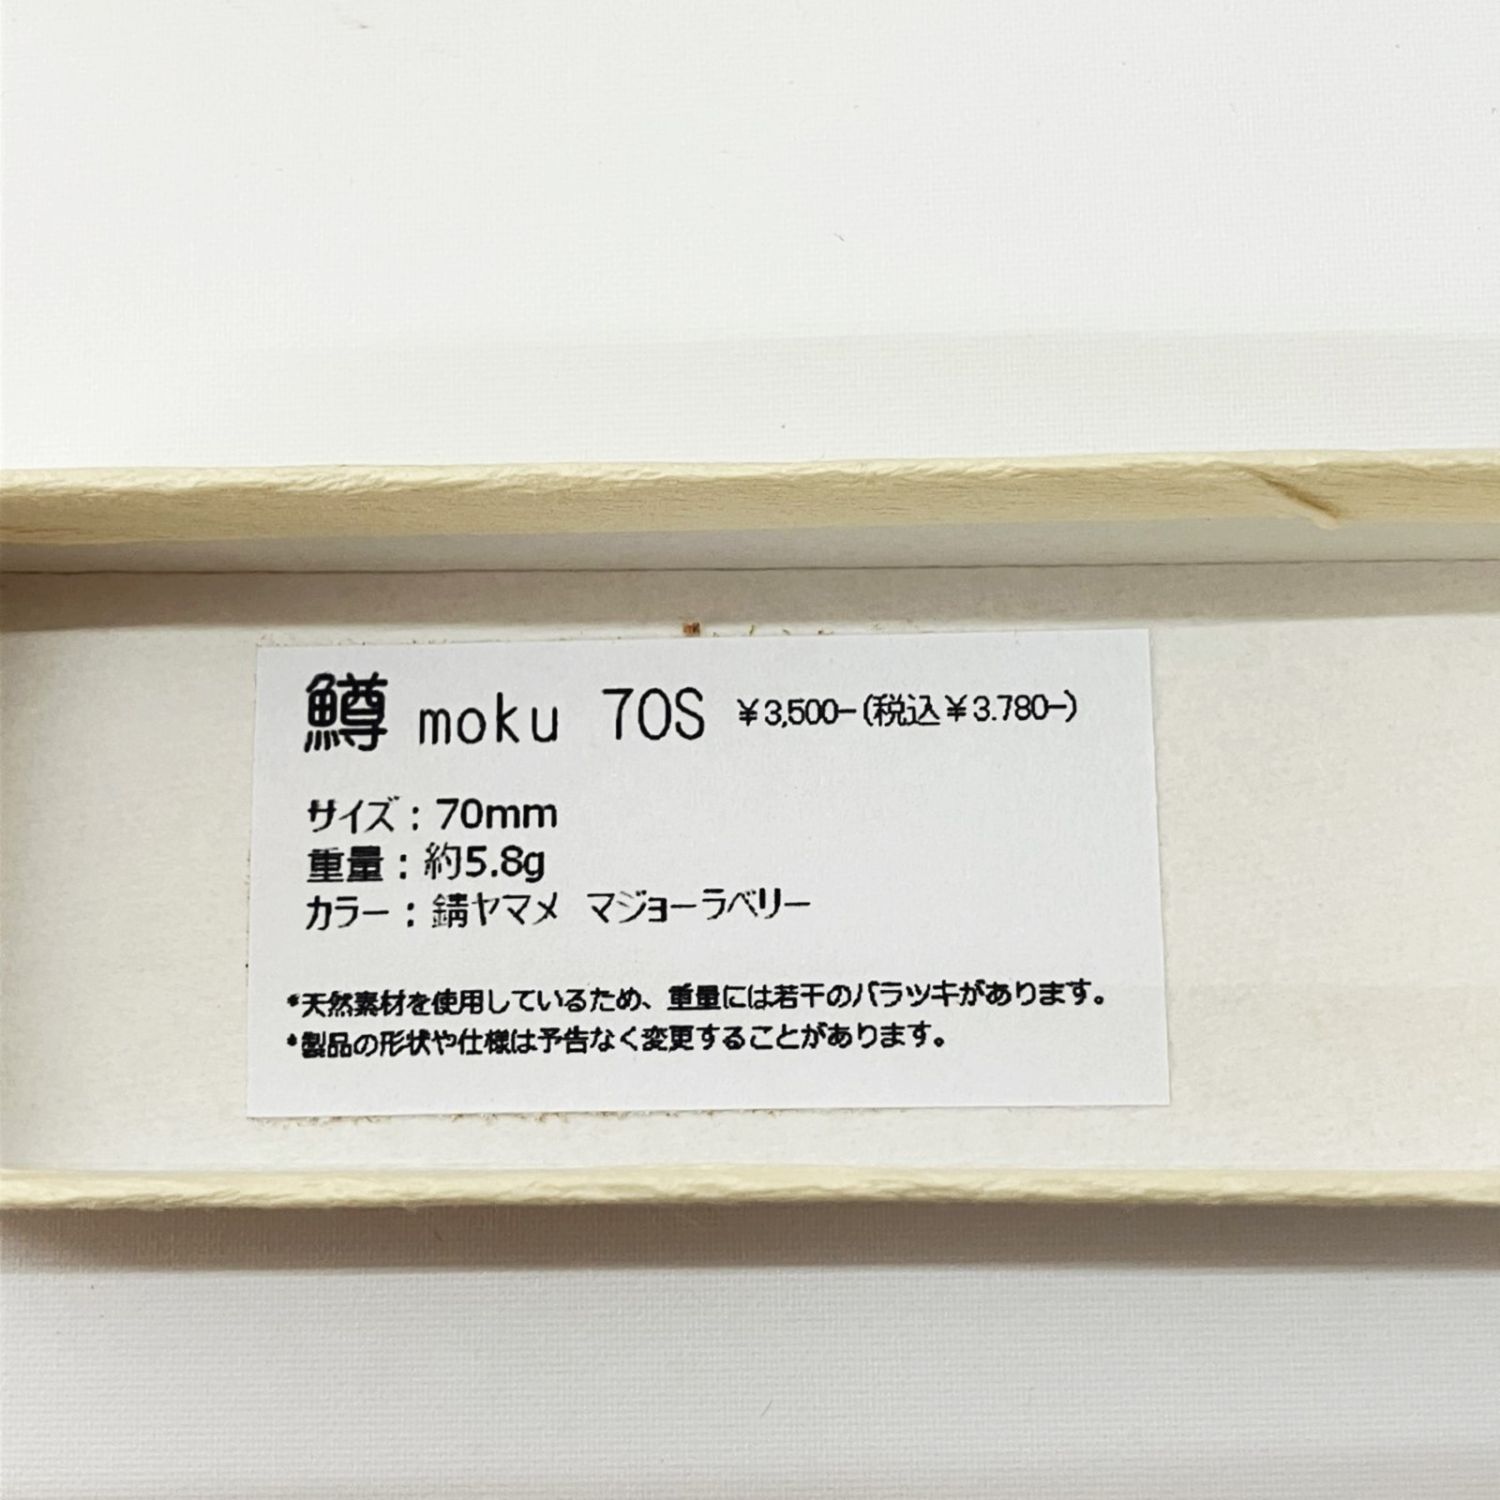 鱒 moku 70S ￥3,500-(税込￥3.780-)
サイズ：70mm
重量：約5.8g
カラー：錆ヤマメ マジョーラベリー
*天然素材を使用しているため、重量には若干のバラツキがあります。
*製品の形状や仕様は予告なく変更することがあります。